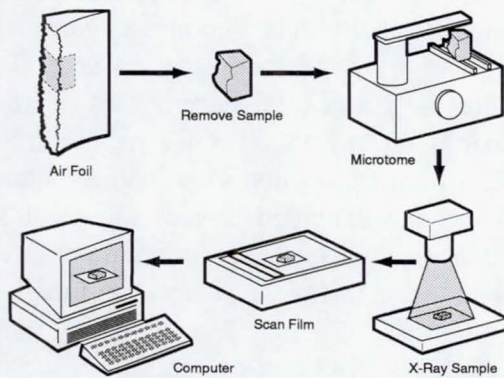 Air Foil
Remove Sample
Microtome
X-Ray Sample
Scan Film
Computer